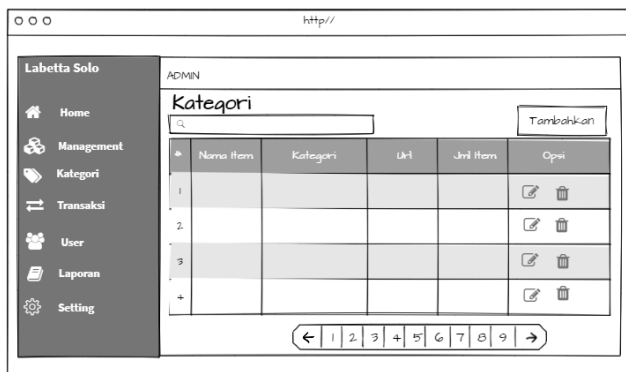 http//
Labetta Solo
ADMIN
Home
Management
Kategori
Transaksi
User
Laporan
Setting
Kategori
Tambahkan
# Nama Item Kategori Url Jml Item Opsi
1
2
3
4
1 2 3 4 5 6 7 8 9